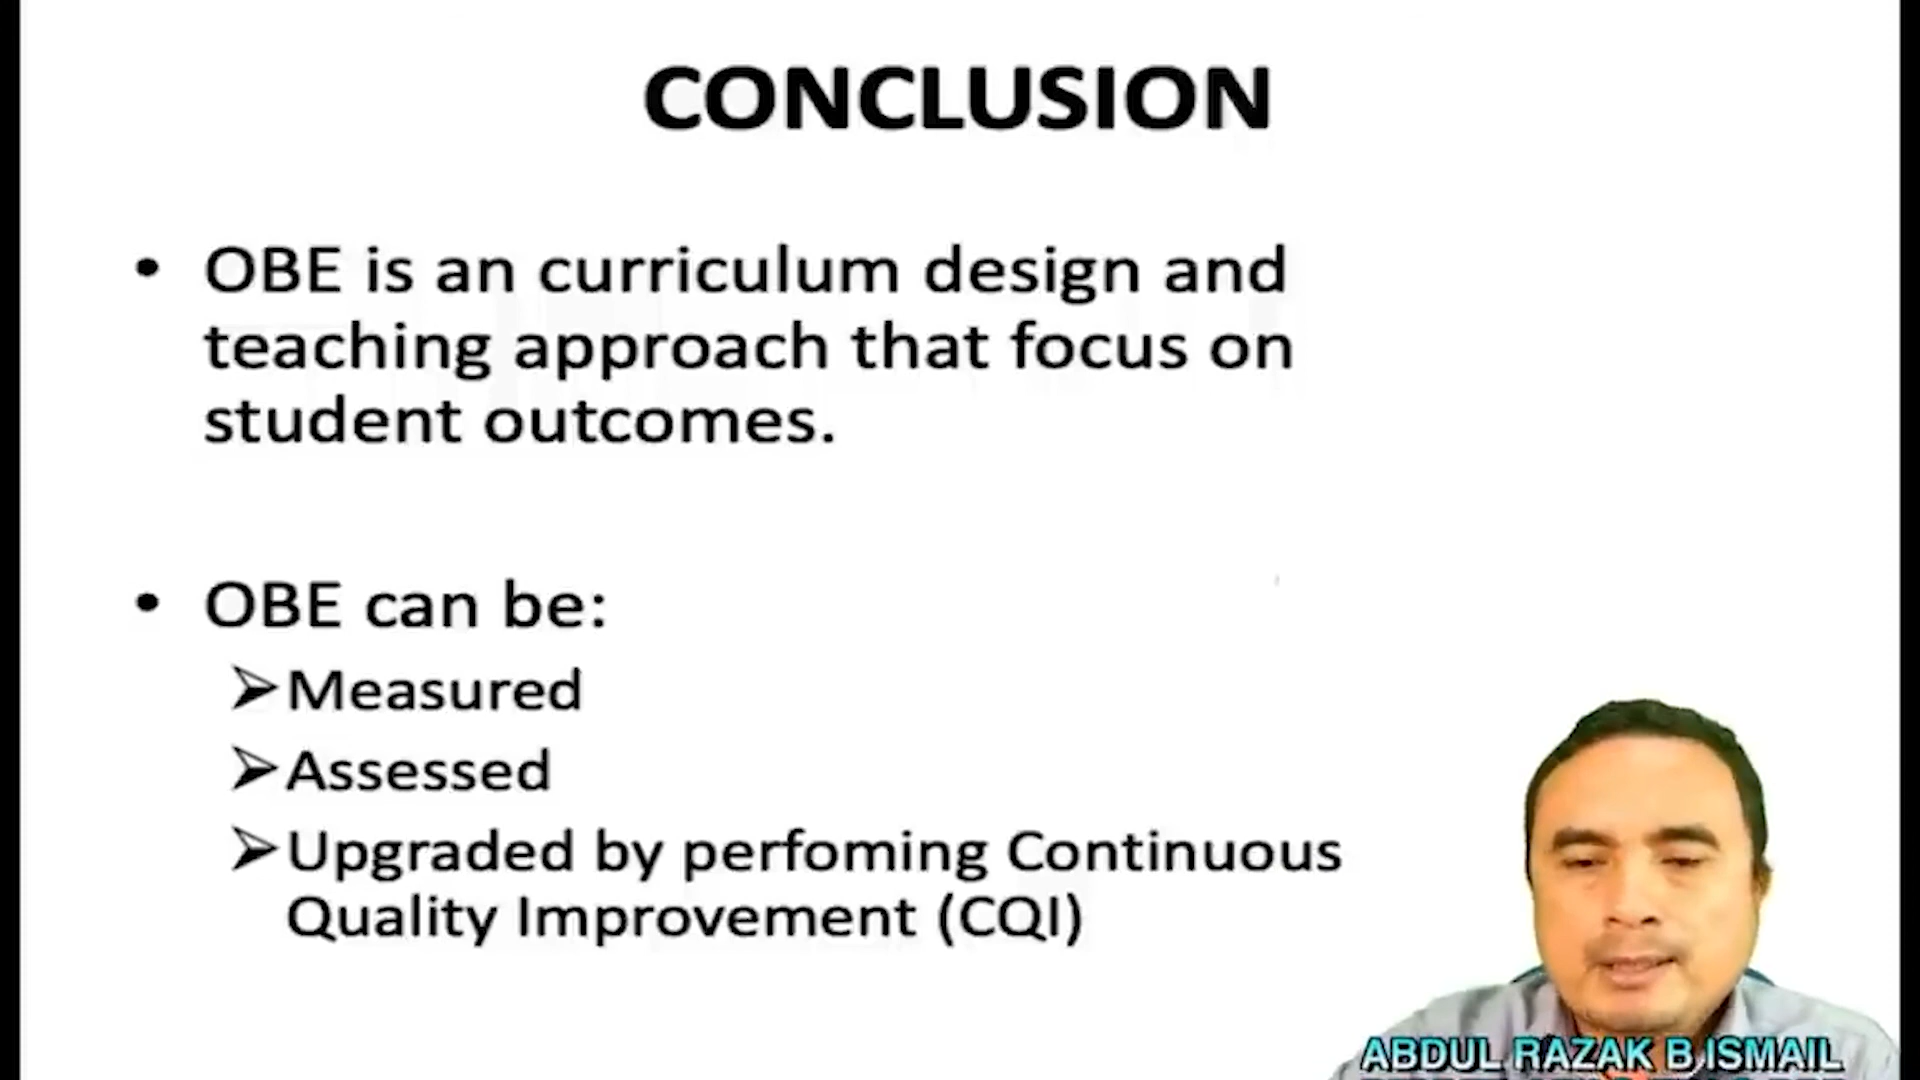 CONCLUSION
• OBE is an curriculum design and
teaching approach that focus on
student outcomes.
• OBE can be:
➢Measured
➢Assessed
➢Upgraded by perfoming Continuous
Quality Improvement (CQI)
ABDUL RAZAK B ISMAIL